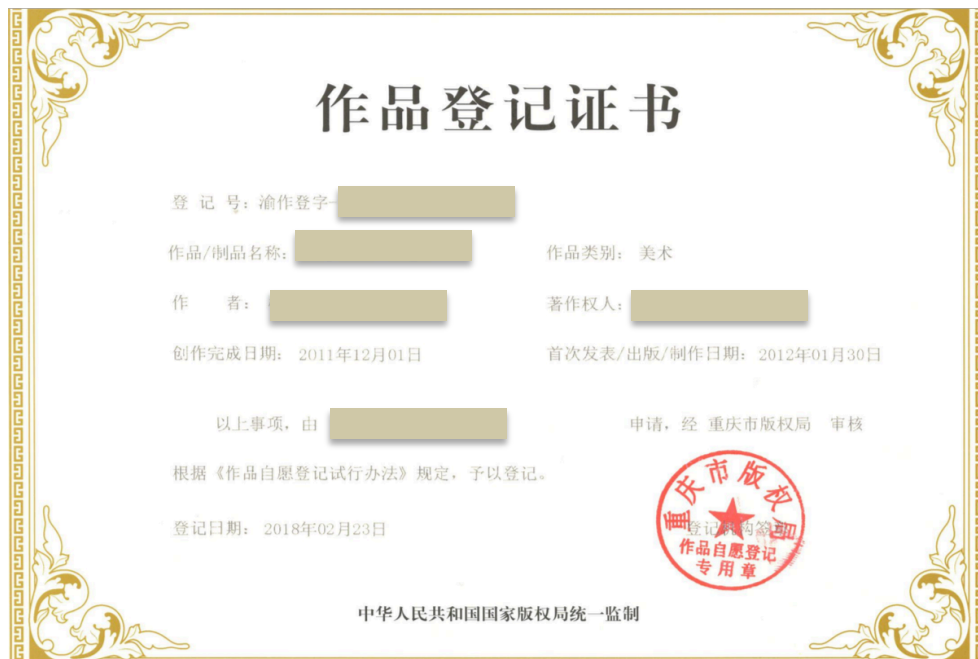 作品登记证书
登 记 号：渝作登字-
作品/制品名称：
作品类别： 美术
作 者：
著作权人：
创作完成日期： 2011年12月01日
首次发表/出版/制作日期： 2012年01月30日
以上事项，由
申请，经 重庆市版权局 审核
根据《作品自愿登记试行办法》规定，予以登记。
登记日期： 2018年02月23日
登记机构签章
重庆市版权局
作品自愿登记
专用章
中华人民共和国国家版权局统一监制